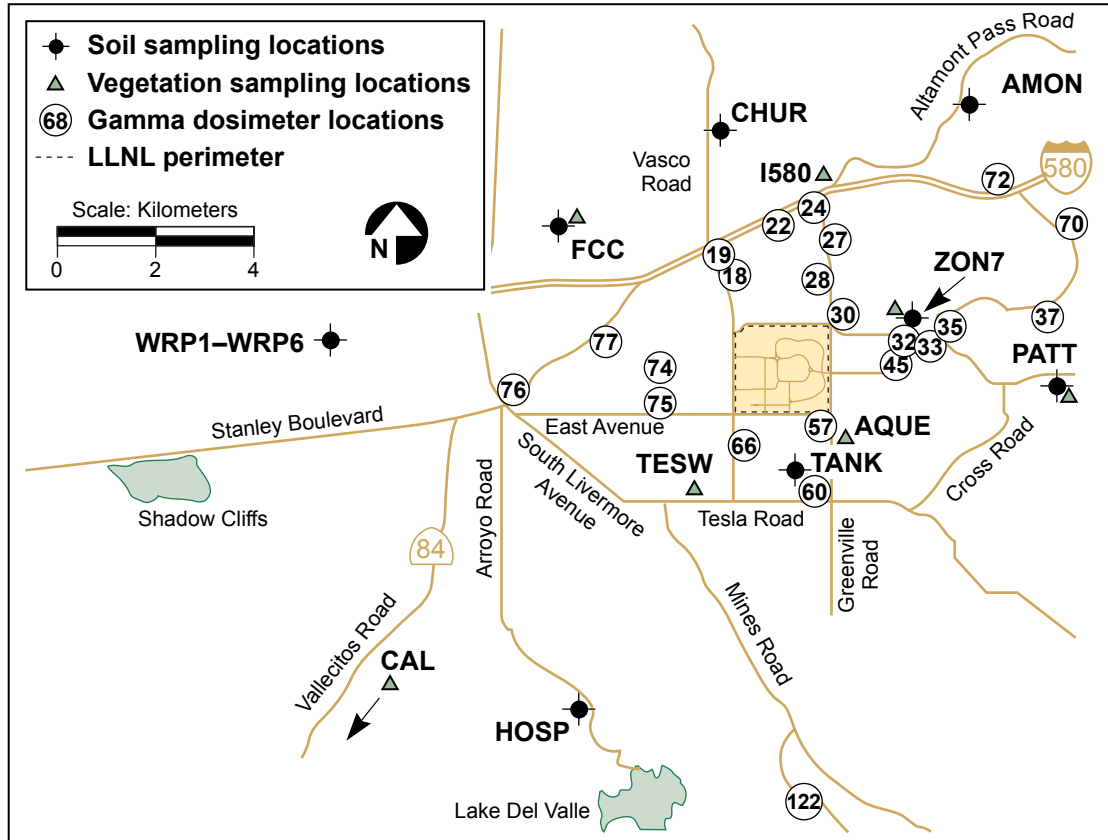 Soil sampling locations
Vegetation sampling locations
68 Gamma dosimeter locations
LLNL perimeter
Scale: Kilometers
0 2 4
N
Altamont Pass Road
AMON
CHUR
Vasco
Road
I580
580
72
24
22
70
27
FCC
19
18
28
ZON7
30
35
37
32
33
45
WRP1–WRP6
77
74
75
76
PATT
Stanley Boulevard
East Avenue
57
AQUE
66
TESW
TANK
60
Cross Road
South Livermore
Avenue
Tesla Road
Shadow Cliffs
84
Arroyo Road
Greenville
Road
Mines Road
Vallecitos Road
CAL
HOSP
Lake Del Valle
122